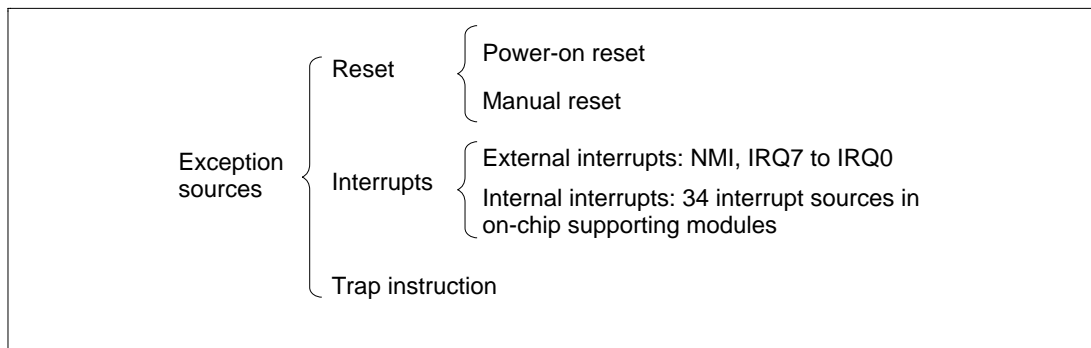 Reset
Power-on reset
Manual reset
Exception
sources
Interrupts
External interrupts: NMI, IRQ7 to IRQ0
Internal interrupts: 34 interrupt sources in
on-chip supporting modules
Trap instruction